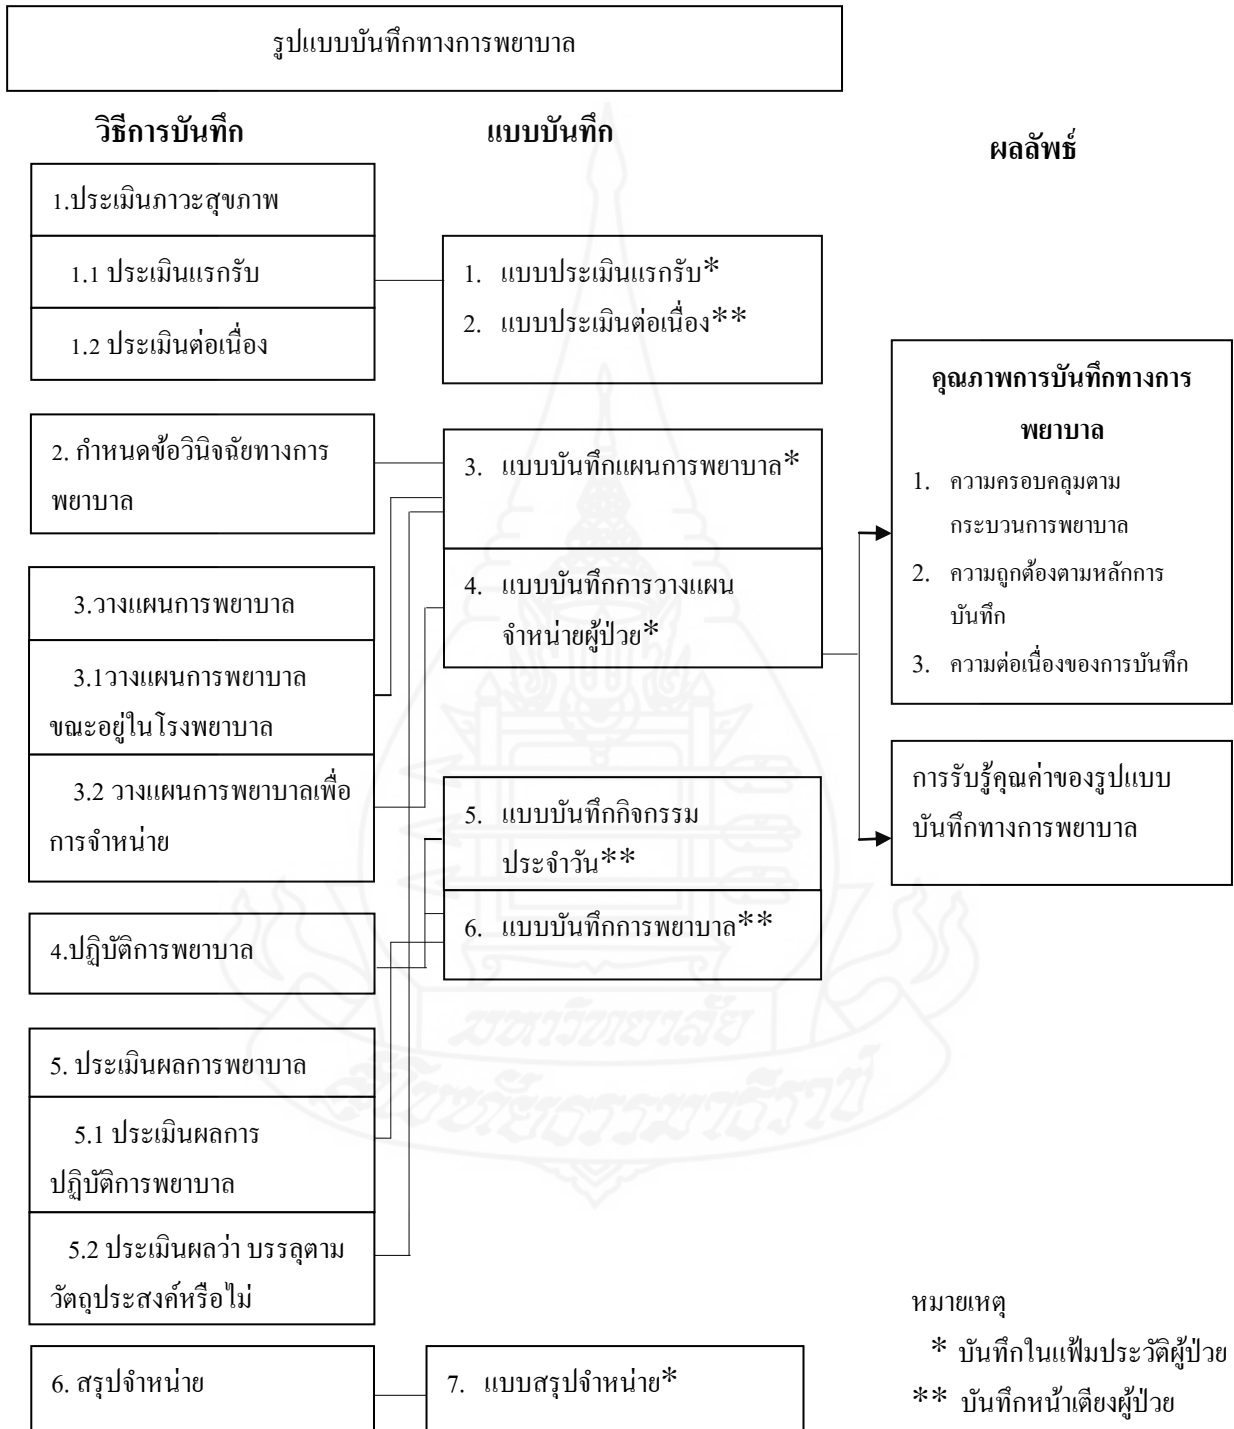 รูปแบบบันทึกทางการพยาบาล
วิธีการบันทึก
1.ประเมินภาวะสุขภาพ
1.1 ประเมินแรกรับ
1.2 ประเมินต่อเนื่อง
2. กำหนดข้อวินิจฉัยทางการ
พยาบาล
3.วางแผนการพยาบาล
3.1วางแผนการพยาบาล
ขณะอยู่ในโรงพยาบาล
3.2 วางแผนการพยาบาลเพื่อ
การจำหน่าย
4.ปฏิบัติการพยาบาล
5. ประเมินผลการพยาบาล
5.1 ประเมินผลการ
ปฏิบัติการพยาบาล
5.2 ประเมินผลว่า บรรลุตาม
วัตถุประสงค์หรือไม่
6. สรุปจำหน่าย
แบบบันทึก
1. แบบประเมินแรกรับ*
2. แบบประเมินต่อเนื่อง**
3. แบบบันทึกแผนการพยาบาล*
4. แบบบันทึกการวางแผน
จำหน่ายผู้ป่วย*
5. แบบบันทึกกิจกรรม
ประจำวัน**
6. แบบบันทึกการพยาบาล**
7. แบบสรุปจำหน่าย*
ผลลัพธ์
คุณภาพการบันทึกทางการ
พยาบาล
1. ความครอบคลุมตาม
กระบวนการพยาบาล
2. ความถูกต้องตามหลักการ
บันทึก
3. ความต่อเนื่องของการบันทึก
การรับรู้คุณค่าของรูปแบบ
บันทึกทางการพยาบาล
หมายเหตุ
* บันทึกในแฟ้มประวัติผู้ป่วย
** บันทึกหน้าเตียงผู้ป่วย
มหาวิทยาลัย
สุโขทัยธรรมาธิราช